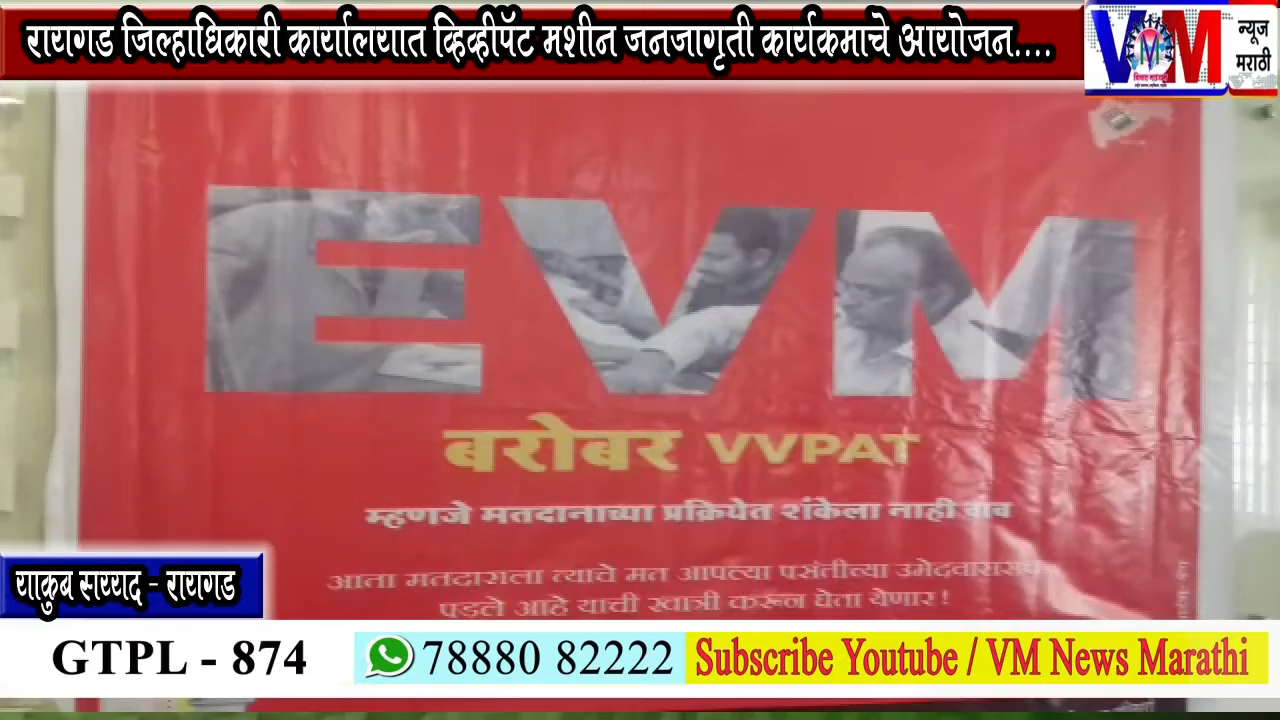 रायगड जिल्हाधिकारी कार्यालयात व्हिव्हीपॅट मशीन जनजागृती कार्यक्रमाचे आयोजन....
VM
न्यूज
मराठी
EVM
बरोबर VVPAT
म्हणजे मतदानाच्या प्रक्रियेत शंकेला नाही वाव
आता मतदाराला त्याचे मत आपल्या पसंतीच्या उमेदवारासच
पडले आहे याची खात्री करून घेता येणार!
याकुब सय्यद - रायगड
GTPL - 874
78880 82222
Subscribe Youtube / VM News Marathi